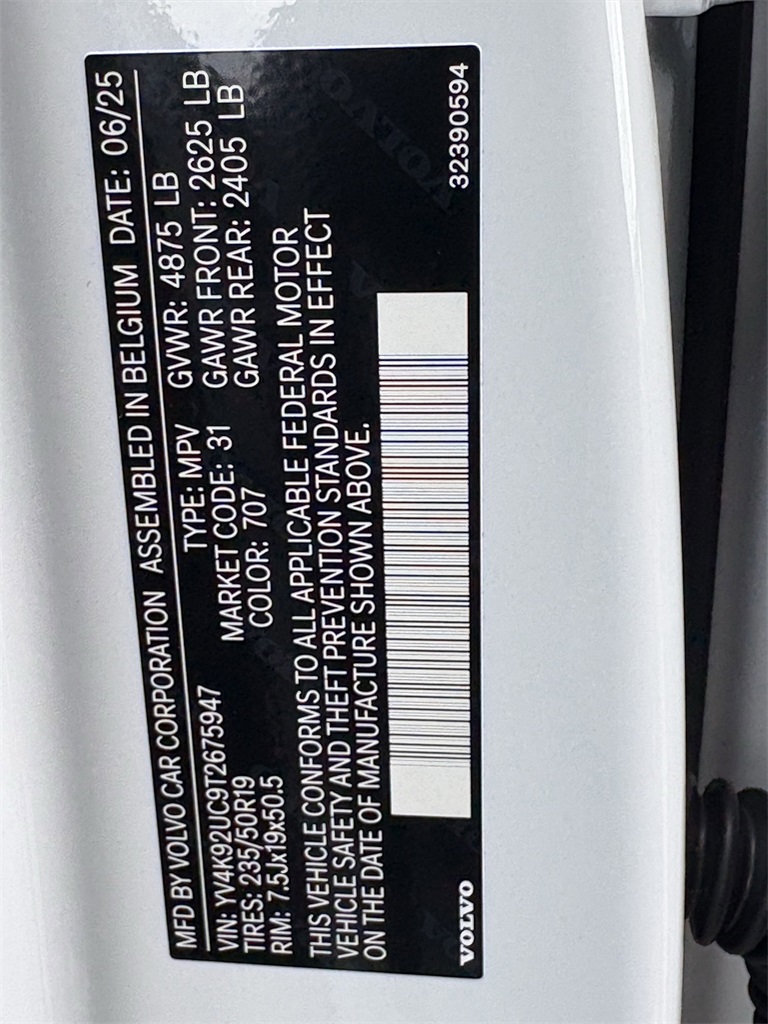 MFD BY VOLVO CAR CORPORATION ASSEMBLED IN BELGIUM DATE: 06/25
VIN: YV4K92UC9T2675947 TYPE: MPV GVWR: 4875 LB
TIRES: 235/50R19 MARKET CODE: 31 GAWR FRONT: 2625 LB
RIM: 7.5Jx19x50.5 COLOR: 707 GAWR REAR: 2405 LB
THIS VEHICLE CONFORMS TO ALL APPLICABLE FEDERAL MOTOR
VEHICLE SAFETY AND THEFT PREVENTION STANDARDS IN EFFECT
ON THE DATE OF MANUFACTURE SHOWN ABOVE.
VOLVO 32390594